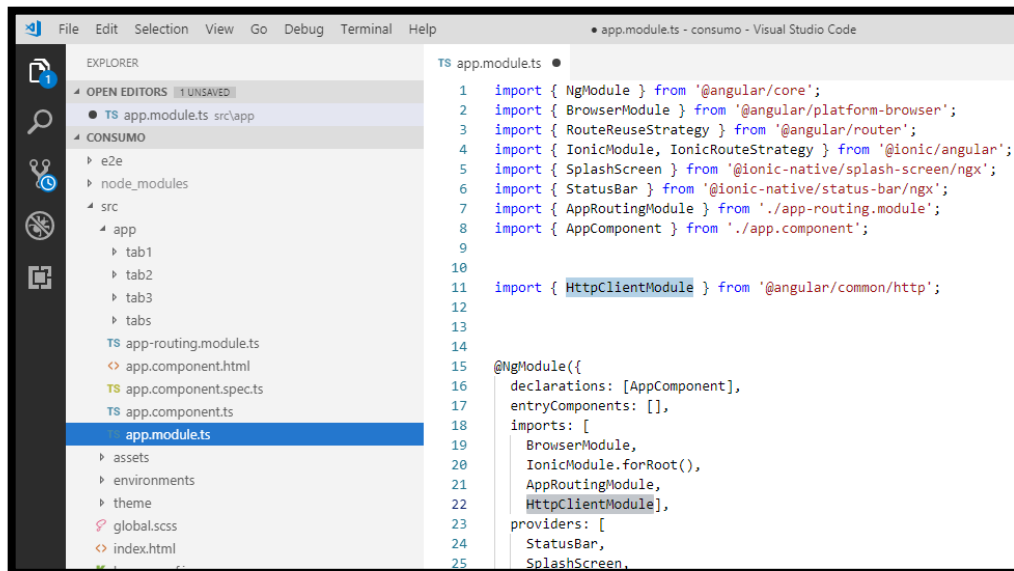 File Edit Selection View Go Debug Terminal Help ● app.module.ts - consumo - Visual Studio Code
EXPLORER
OPEN EDITORS 1 UNSAVED
● TS app.module.ts src\app
CONSUMO
e2e
node_modules
src
app
tab1
tab2
tab3
tabs
TS app-routing.module.ts
<> app.component.html
TS app.component.spec.ts
TS app.component.ts
TS app.module.ts
assets
environments
theme
global.scss
<> index.html
1
TS app.module.ts ●
1 import { NgModule } from '@angular/core';
2 import { BrowserModule } from '@angular/platform-browser';
3 import { RouteReuseStrategy } from '@angular/router';
4 import { IonicModule, IonicRouteStrategy } from '@ionic/angular';
5 import { SplashScreen } from '@ionic-native/splash-screen/ngx';
6 import { StatusBar } from '@ionic-native/status-bar/ngx';
7 import { AppRoutingModule } from './app-routing.module';
8 import { AppComponent } from './app.component';
9
10
11 import { HttpClientModule } from '@angular/common/http';
12
13
14
15 @NgModule({
16 declarations: [AppComponent],
17 entryComponents: [],
18 imports: [
19 BrowserModule,
20 IonicModule.forRoot(),
21 AppRoutingModule,
22 HttpClientModule],
23 providers: [
24 StatusBar,
25 SplashScreen,